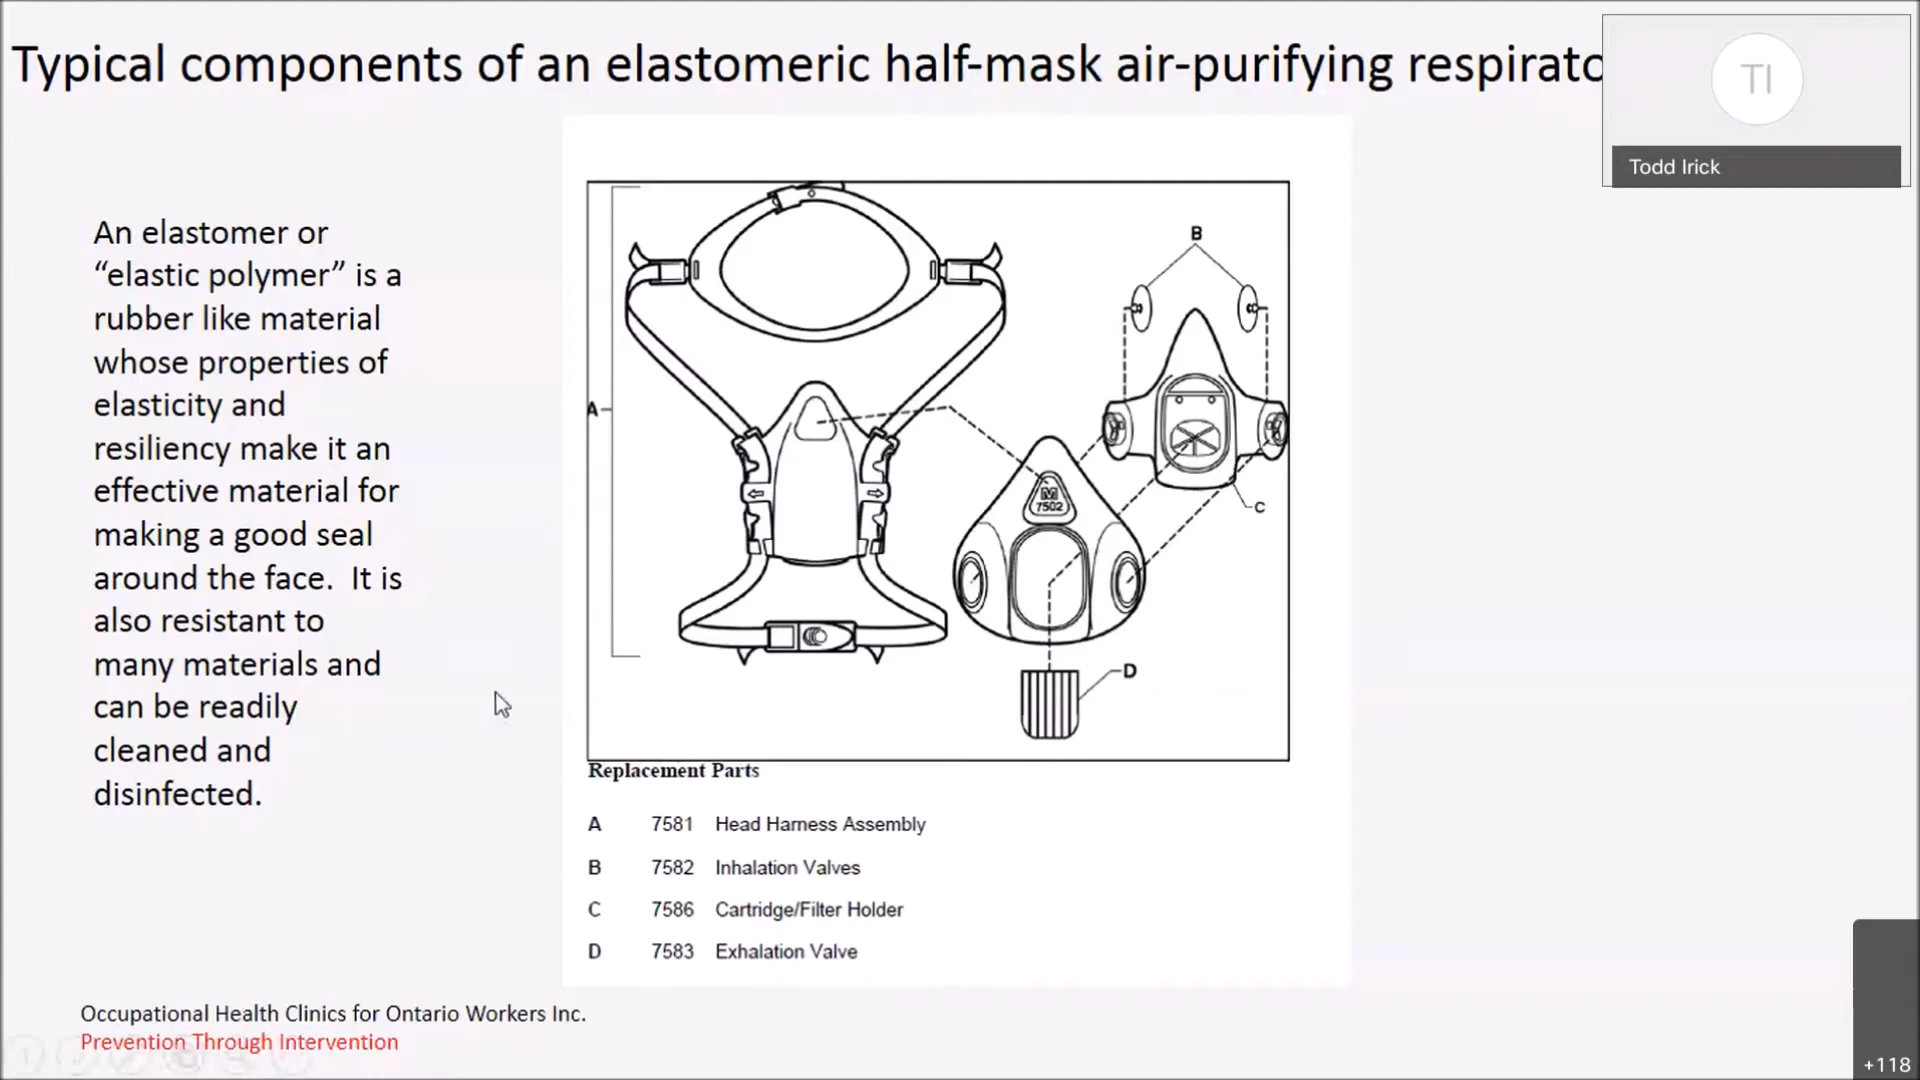 Typical components of an elastomeric half-mask air-purifying respirato
TI
Todd Irick
An elastomer or
“elastic polymer” is a
rubber like material
whose properties of
elasticity and
resiliency make it an
effective material for
making a good seal
around the face.  It is
also resistant to
many materials and
can be readily
cleaned and
disinfected.
A
B
M
7502
C
D
Replacement Parts
A 7581 Head Harness Assembly
B 7582 Inhalation Valves
C 7586 Cartridge/Filter Holder
D 7583 Exhalation Valve
Occupational Health Clinics for Ontario Workers Inc.
Prevention Through Intervention
+118